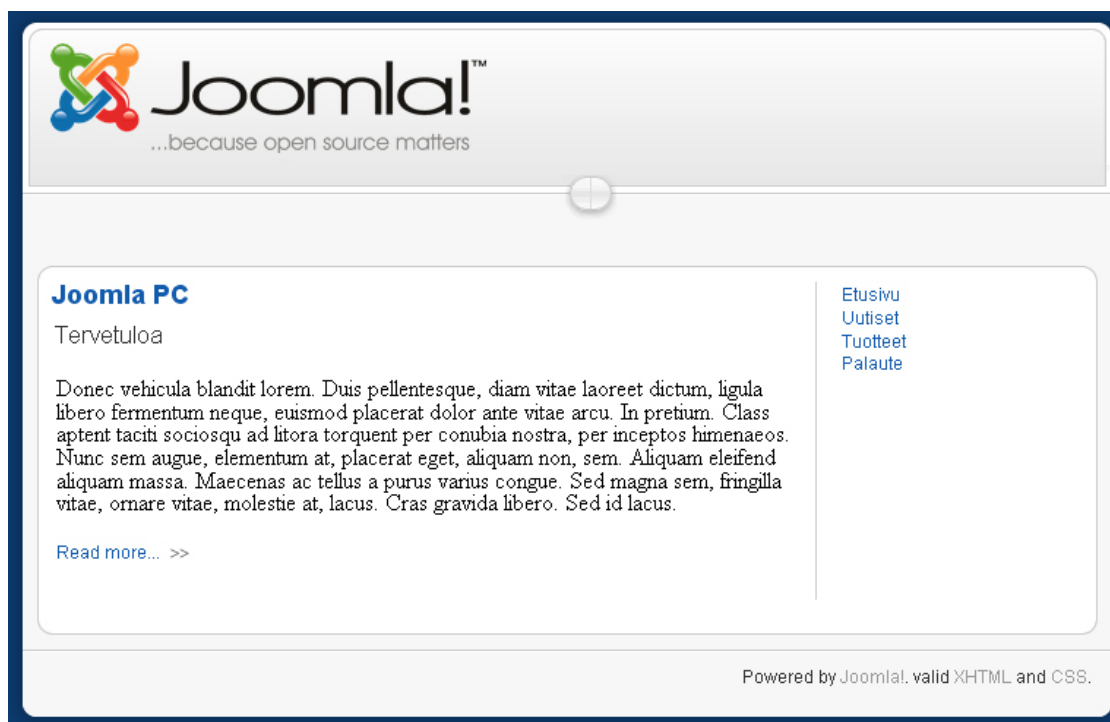 Joomla!™
...because open source matters
Joomla PC
Tervetuloa
Donec vehicula blandit lorem. Duis pellentesque, diam vitae laoreet dictum, ligula
libero fermentum neque, euismod placerat dolor ante vitae arcu. In pretium. Class
aptent taciti sociosqu ad litora torquent per conubia nostra, per inceptos himenaeos.
Nunc sem augue, elementum at, placerat eget, aliquam non, sem. Aliquam eleifend
aliquam massa. Maecenas ac tellus a purus varius congue. Sed magna sem, fringilla
vitae, ornare vitae, molestie at, lacus. Cras gravida libero. Sed id lacus.
Read more... >>
Etusivu
Uutiset
Tuotteet
Palaute
Powered by Joomla!. valid XHTML and CSS.